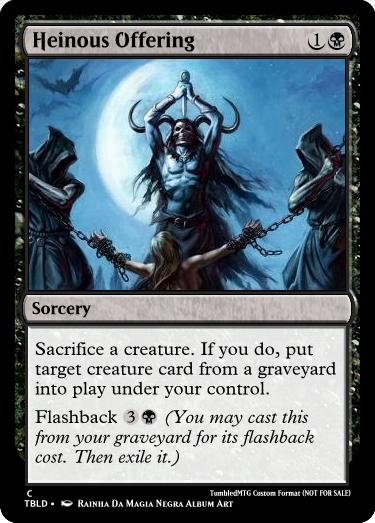 Heinous Offering 1
Sorcery
Sacrifice a creature. If you do, put
target creature card from a graveyard
into play under your control.
Flashback 3 (You may cast this
from your graveyard for its flashback
cost. Then exile it.)
C
TumbledMTG Custom Format (NOT FOR SALE)
TBLD • Rainha Da Magia Negra Album Art